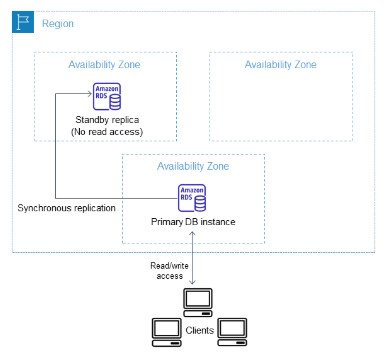 Region
Availability Zone
Availability Zone
Amazon
RDS
Standby replica
(No read access)
Availability Zone
Amazon
RDS
Synchronous replication
Primary DB instance
Read/write
access
Clients